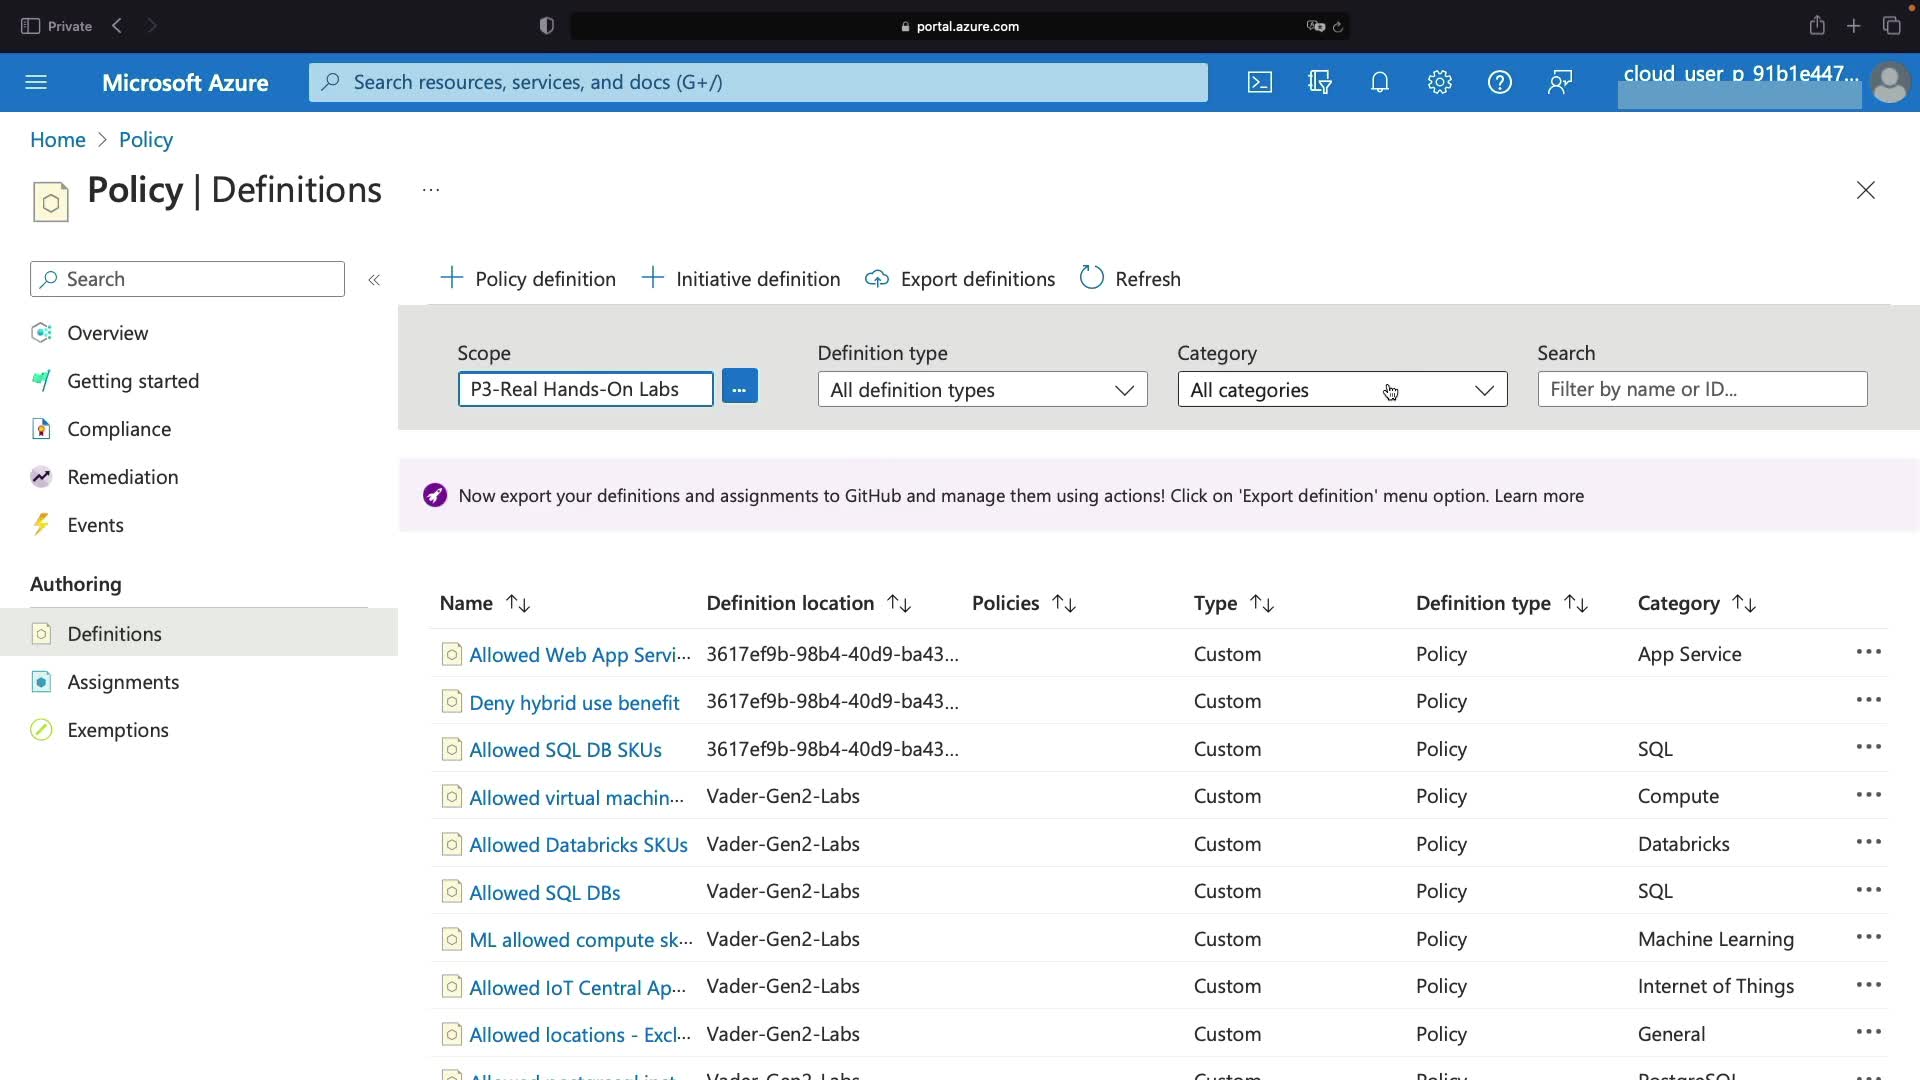 Private
portal.azure.com
Microsoft Azure
Search resources, services, and docs (G+/)
cloud_user_p_91b1e447...
Home > Policy
Policy | Definitions
...
Search
«
Policy definition
Initiative definition
Export definitions
Refresh
Overview
Getting started
Compliance
Remediation
Events
Authoring
Definitions
Assignments
Exemptions
Scope
Definition type
Category
Search
P3-Real Hands-On Labs
...
All definition types
All categories
Filter by name or ID...
Now export your definitions and assignments to GitHub and manage them using actions! Click on 'Export definition' menu option. Learn more
Name ↑↓ Definition location ↑↓ Policies ↑↓ Type ↑↓ Definition type ↑↓ Category ↑↓
Allowed Web App Servi... 3617ef9b-98b4-40d9-ba43... Custom Policy App Service ...
Deny hybrid use benefit 3617ef9b-98b4-40d9-ba43... Custom Policy ...
Allowed SQL DB SKUs 3617ef9b-98b4-40d9-ba43... Custom Policy SQL ...
Allowed virtual machin... Vader-Gen2-Labs Custom Policy Compute ...
Allowed Databricks SKUs Vader-Gen2-Labs Custom Policy Databricks ...
Allowed SQL DBs Vader-Gen2-Labs Custom Policy SQL ...
ML allowed compute sk... Vader-Gen2-Labs Custom Policy Machine Learning ...
Allowed IoT Central Ap... Vader-Gen2-Labs Custom Policy Internet of Things ...
Allowed locations - Excl... Vader-Gen2-Labs Custom Policy General ...
Vader-Gen2-Labs Custom Policy PostgreSQL